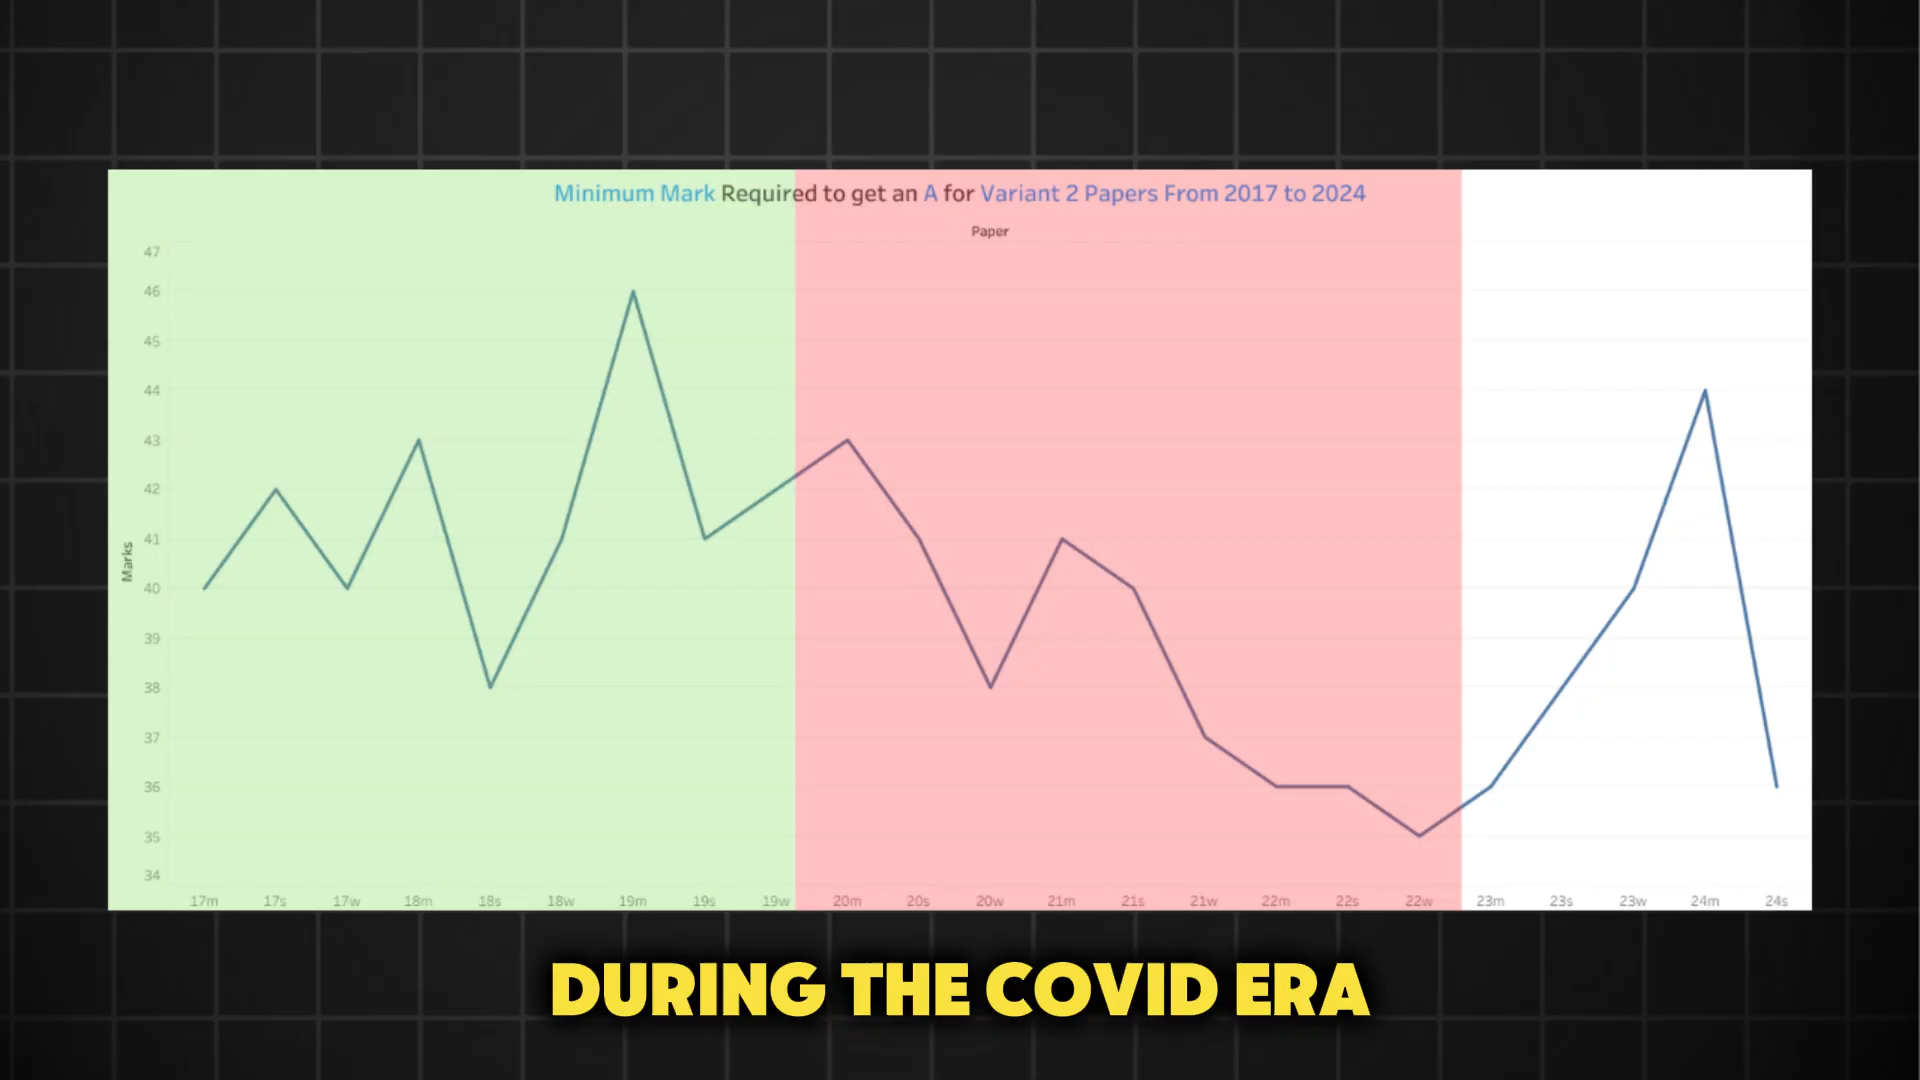 Minimum Mark Required to get an A for Variant 2 Papers From 2017 to 2024
Paper
47
46
45
44
43
42
41
40
39
38
37
36
35
34
Marks
17m 17s 17w 18m 18s 18w 19m 19s 19w 20m 20s 20w 21m 21s 21w 22m 22s 22w 23m 23s 23w 24m 24s
DURING THE COVID ERA